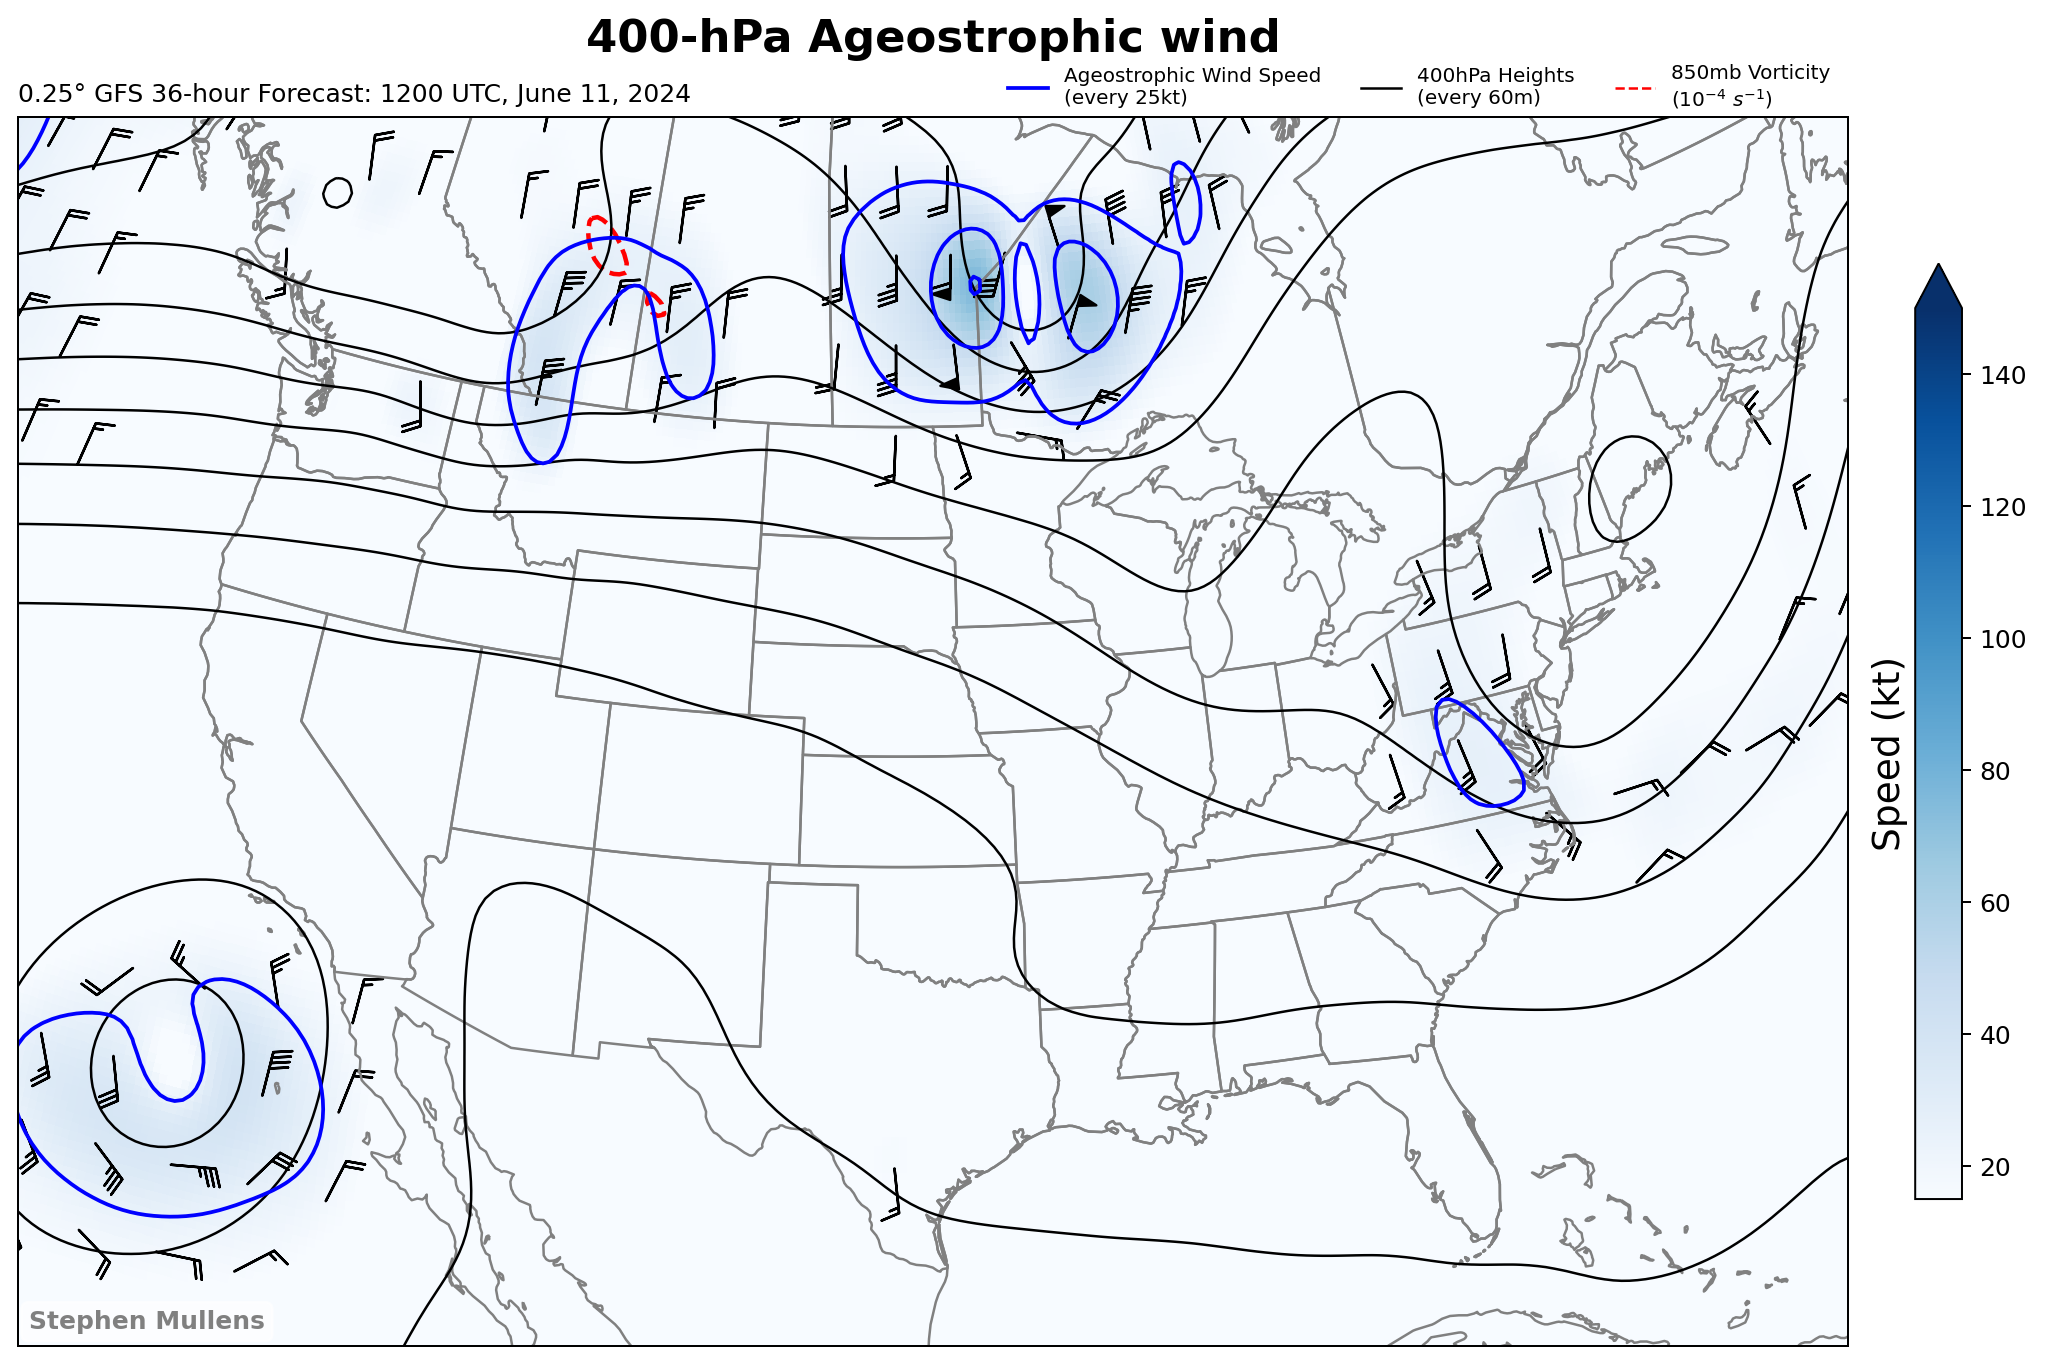 400-hPa Ageostrophic wind
0.25° GFS 36-hour Forecast: 1200 UTC, June 11, 2024
Ageostrophic Wind Speed
(every 25kt)
400hPa Heights
(every 60m)
850mb Vorticity
(10⁻⁴ s⁻¹)
140
120
100
80
60
40
20
Speed (kt)
Stephen Mullens